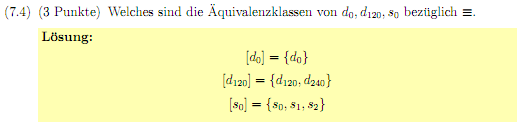 (7.4) (3 Punkte) Welches sind die Äquivalenzklassen von d₀, d₁₂₀, s₀ bezüglich ≡.
Lösung:
[d₀] = {d₀}
[d₁₂₀] = {d₁₂₀, d₂₄₀}
[s₀] = {s₀, s₁, s₂}